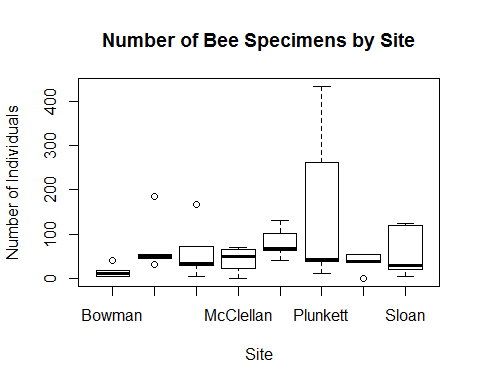 Number of Bee Specimens by Site
Number of Individuals
400
300
200
100
0
Bowman McClellan Plunkett Sloan
Site